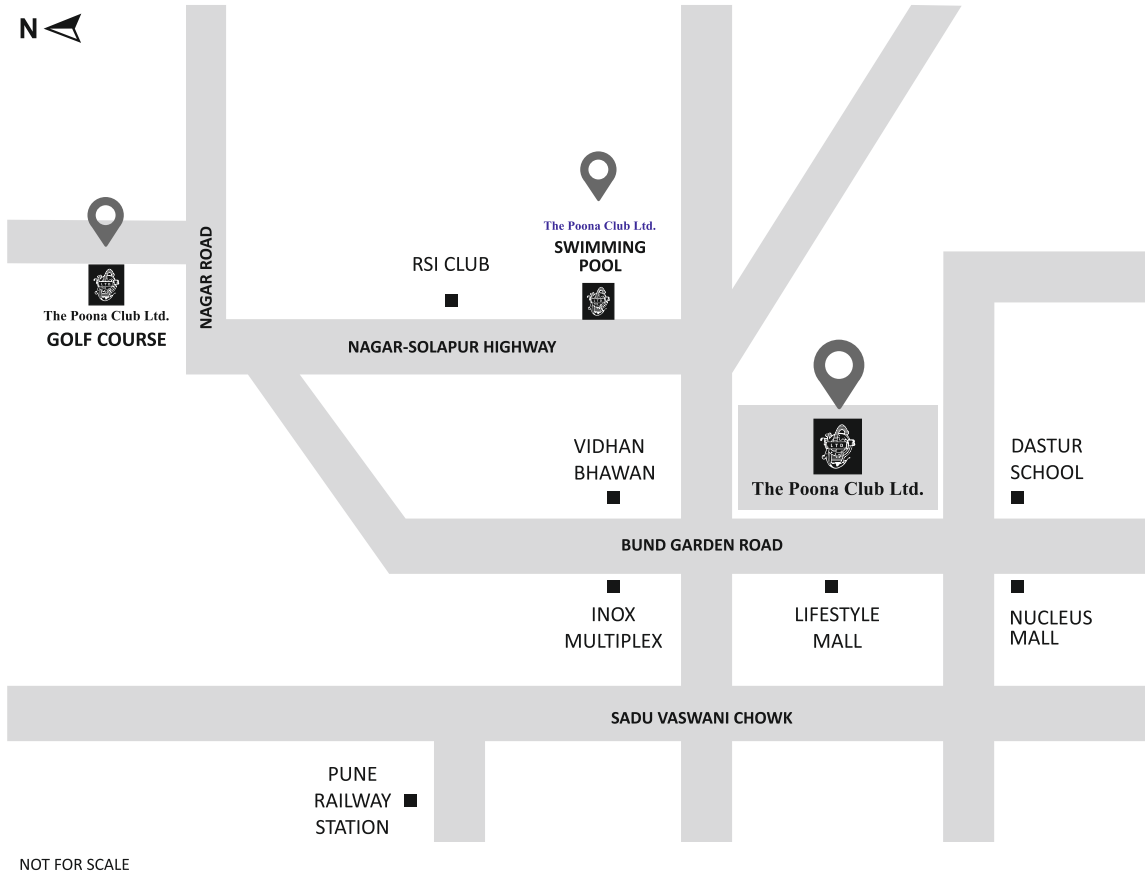 N
The Poona Club Ltd.
SWIMMING
POOL
RSI CLUB
NAGAR ROAD
The Poona Club Ltd.
GOLF COURSE
NAGAR-SOLAPUR HIGHWAY
VIDHAN
BHAWAN
LTD
The Poona Club Ltd.
DASTUR
SCHOOL
BUND GARDEN ROAD
INOX
MULTIPLEX
LIFESTYLE
MALL
NUCLEUS
MALL
SADU VASWANI CHOWK
PUNE
RAILWAY
STATION
NOT FOR SCALE